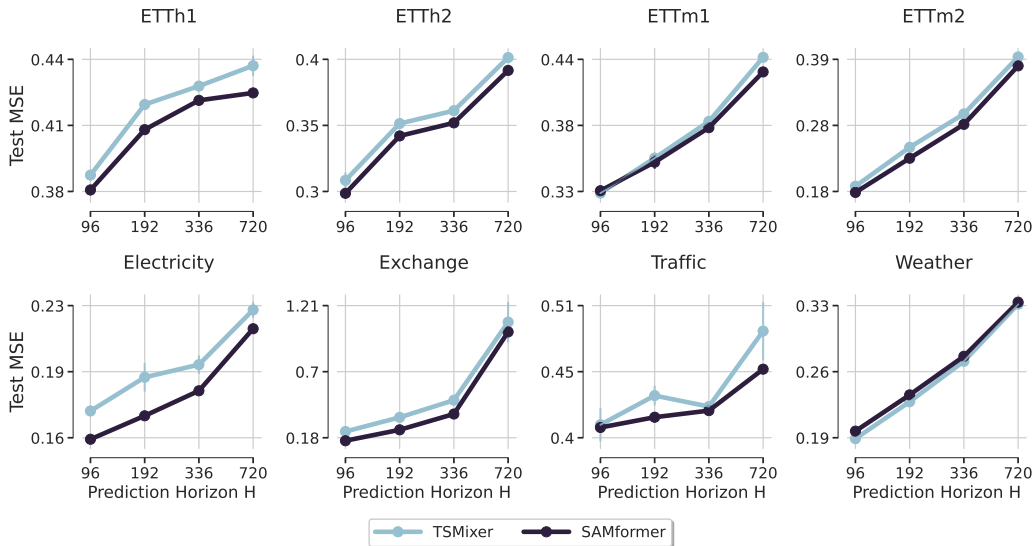 ETTh1 ETTh2 ETTm1 ETTm2
Test MSE
0.44 0.41 0.38
96 192 336 720
0.4 0.35 0.3
96 192 336 720
0.44 0.38 0.33
96 192 336 720
0.39 0.28 0.18
96 192 336 720
Electricity Exchange Traffic Weather
Test MSE
0.23 0.19 0.16
96 192 336 720
Prediction Horizon H
1.21 0.7 0.18
96 192 336 720
Prediction Horizon H
0.51 0.45 0.4
96 192 336 720
Prediction Horizon H
0.33 0.26 0.19
96 192 336 720
Prediction Horizon H
TSMixer SAMformer